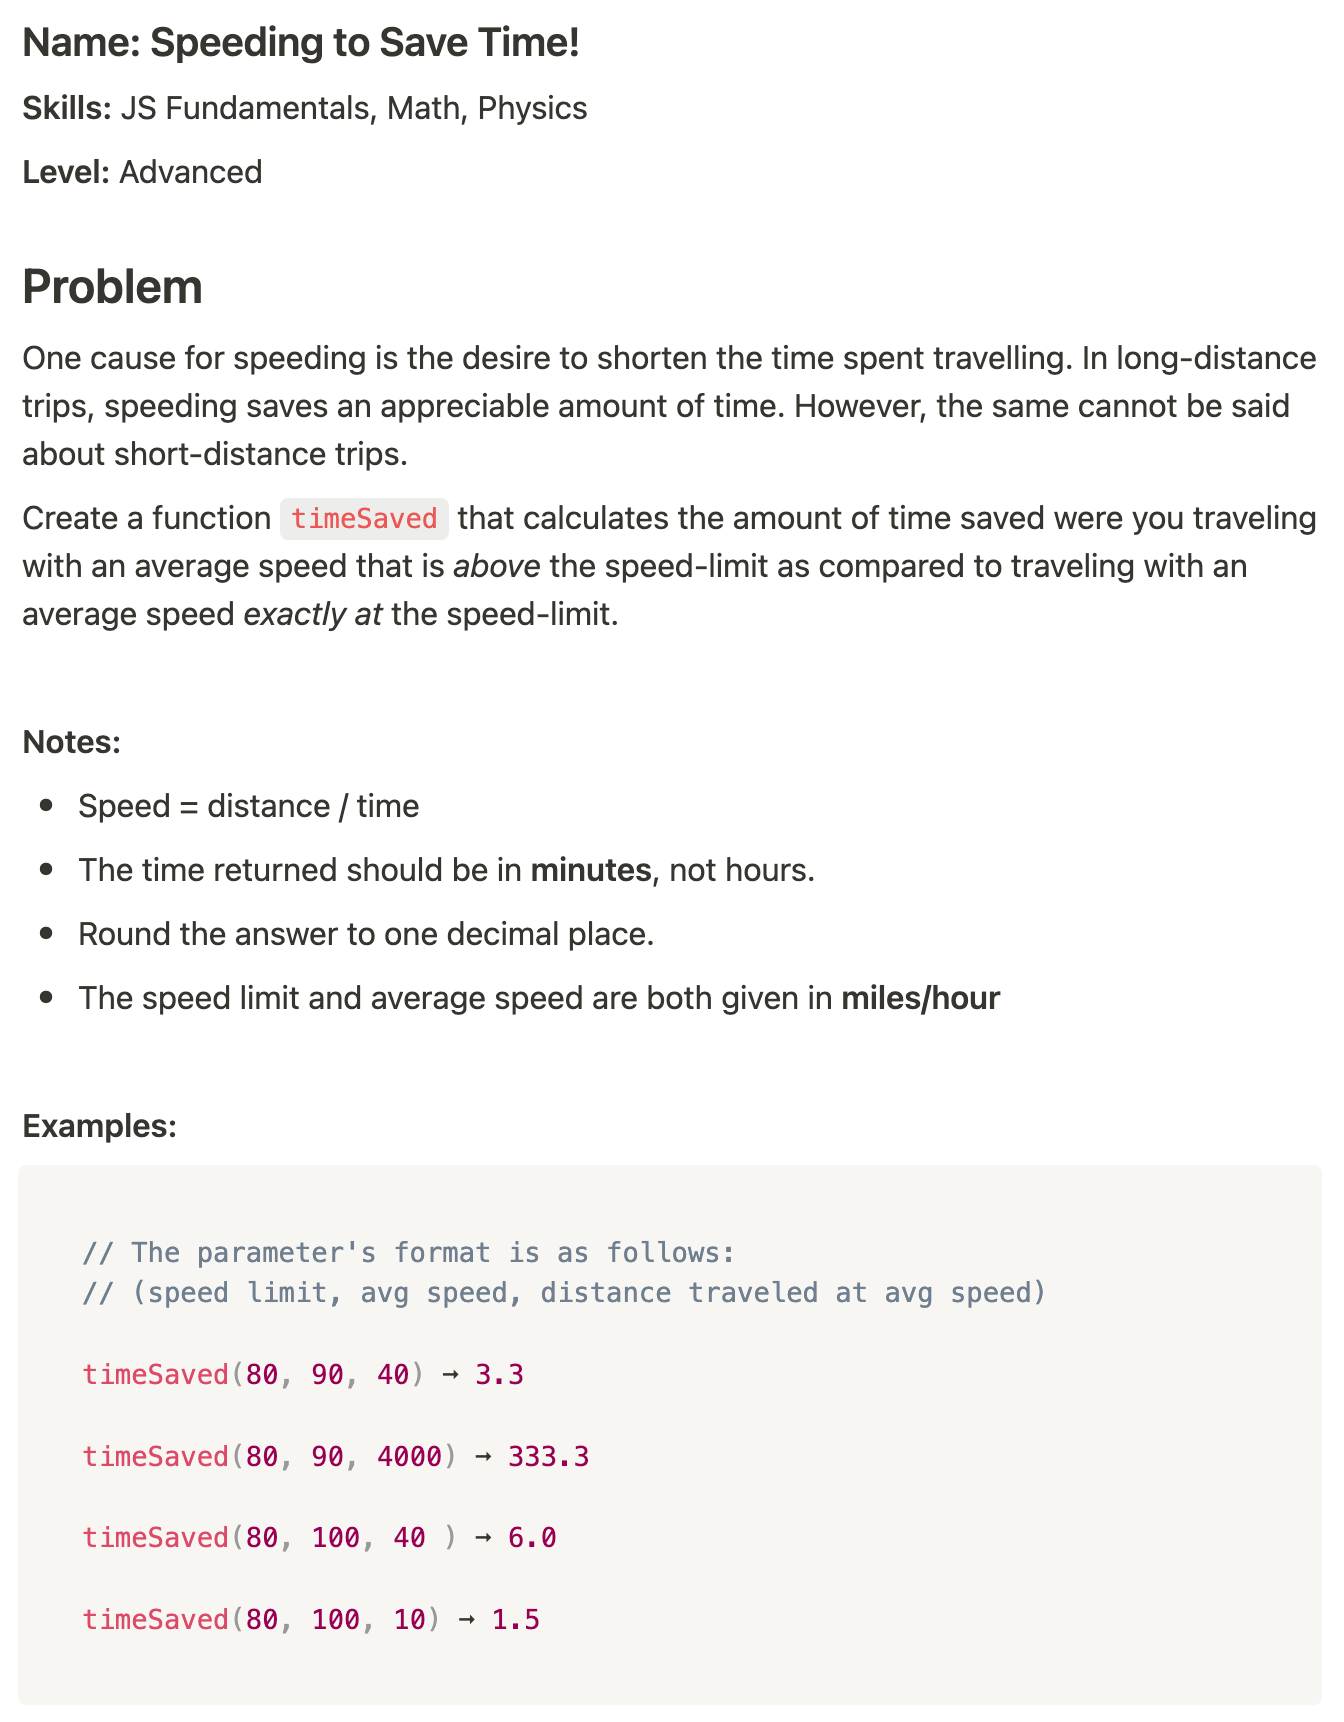 Name: Speeding to Save Time!
Skills: JS Fundamentals, Math, Physics
Level: Advanced
Problem
One cause for speeding is the desire to shorten the time spent travelling. In long-distance
trips, speeding saves an appreciable amount of time. However, the same cannot be said
about short-distance trips.
Create a function timeSaved that calculates the amount of time saved were you traveling
with an average speed that is above the speed-limit as compared to traveling with an
average speed exactly at the speed-limit.
Notes:
• Speed = distance / time
• The time returned should be in minutes, not hours.
• Round the answer to one decimal place.
• The speed limit and average speed are both given in miles/hour
Examples:
// The parameter's format is as follows:
// (speed limit, avg speed, distance traveled at avg speed)
timeSaved(80, 90, 40) → 3.3
timeSaved(80, 90, 4000) → 333.3
timeSaved(80, 100, 40 ) → 6.0
timeSaved(80, 100, 10) → 1.5